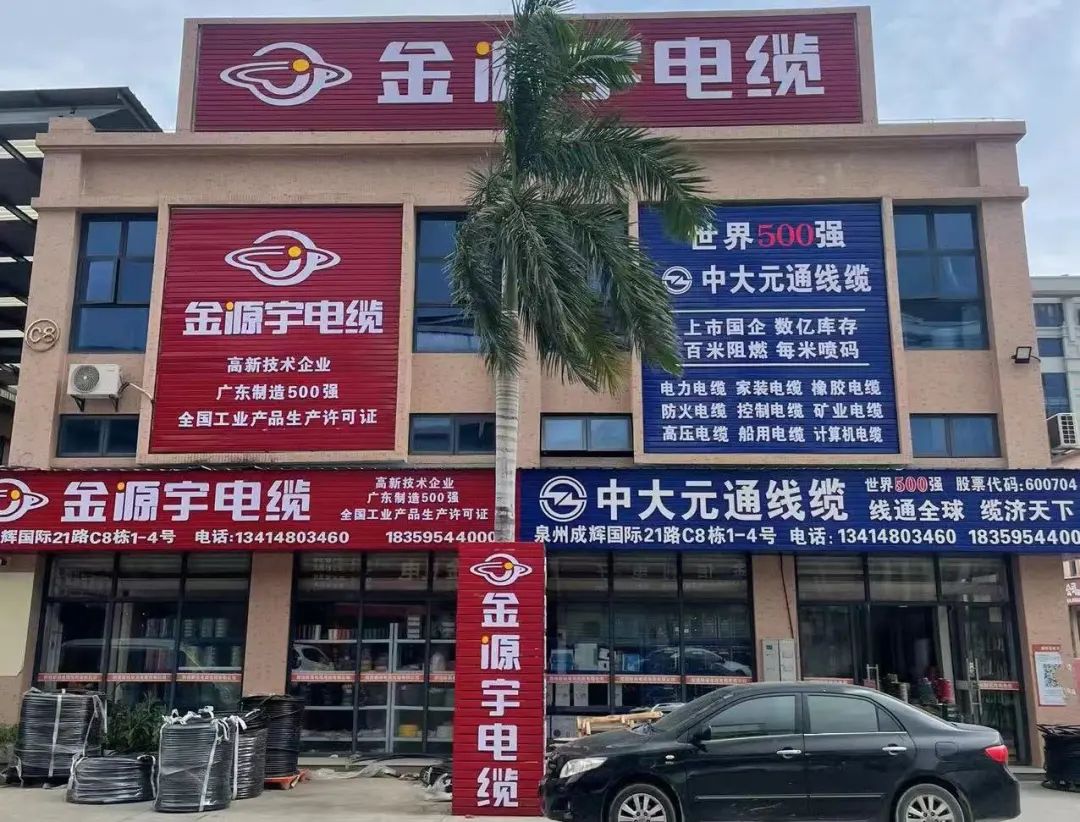 金源宇电缆
金源宇电缆
高新技术企业
广东制造500强
全国工业产品生产许可证
世界500强
中大元通线缆
上市国企 数亿库存
百米阻燃 每米喷码
电力电缆 家装电缆 橡胶电缆
防火电缆 控制电缆 矿业电缆
高压电缆 船用电缆 计算机电缆
C8
金源宇电缆
高新技术企业
广东制造500强
全国工业产品生产许可证
辉国际21路C8栋1-4号 电话:13414803460 18359544000
中大元通线缆
世界500强 股票代码:600704
线通全球 缆济天下
泉州成辉国际21路C8栋1-4号 电话:13414803460 18359544000
金源宇电缆